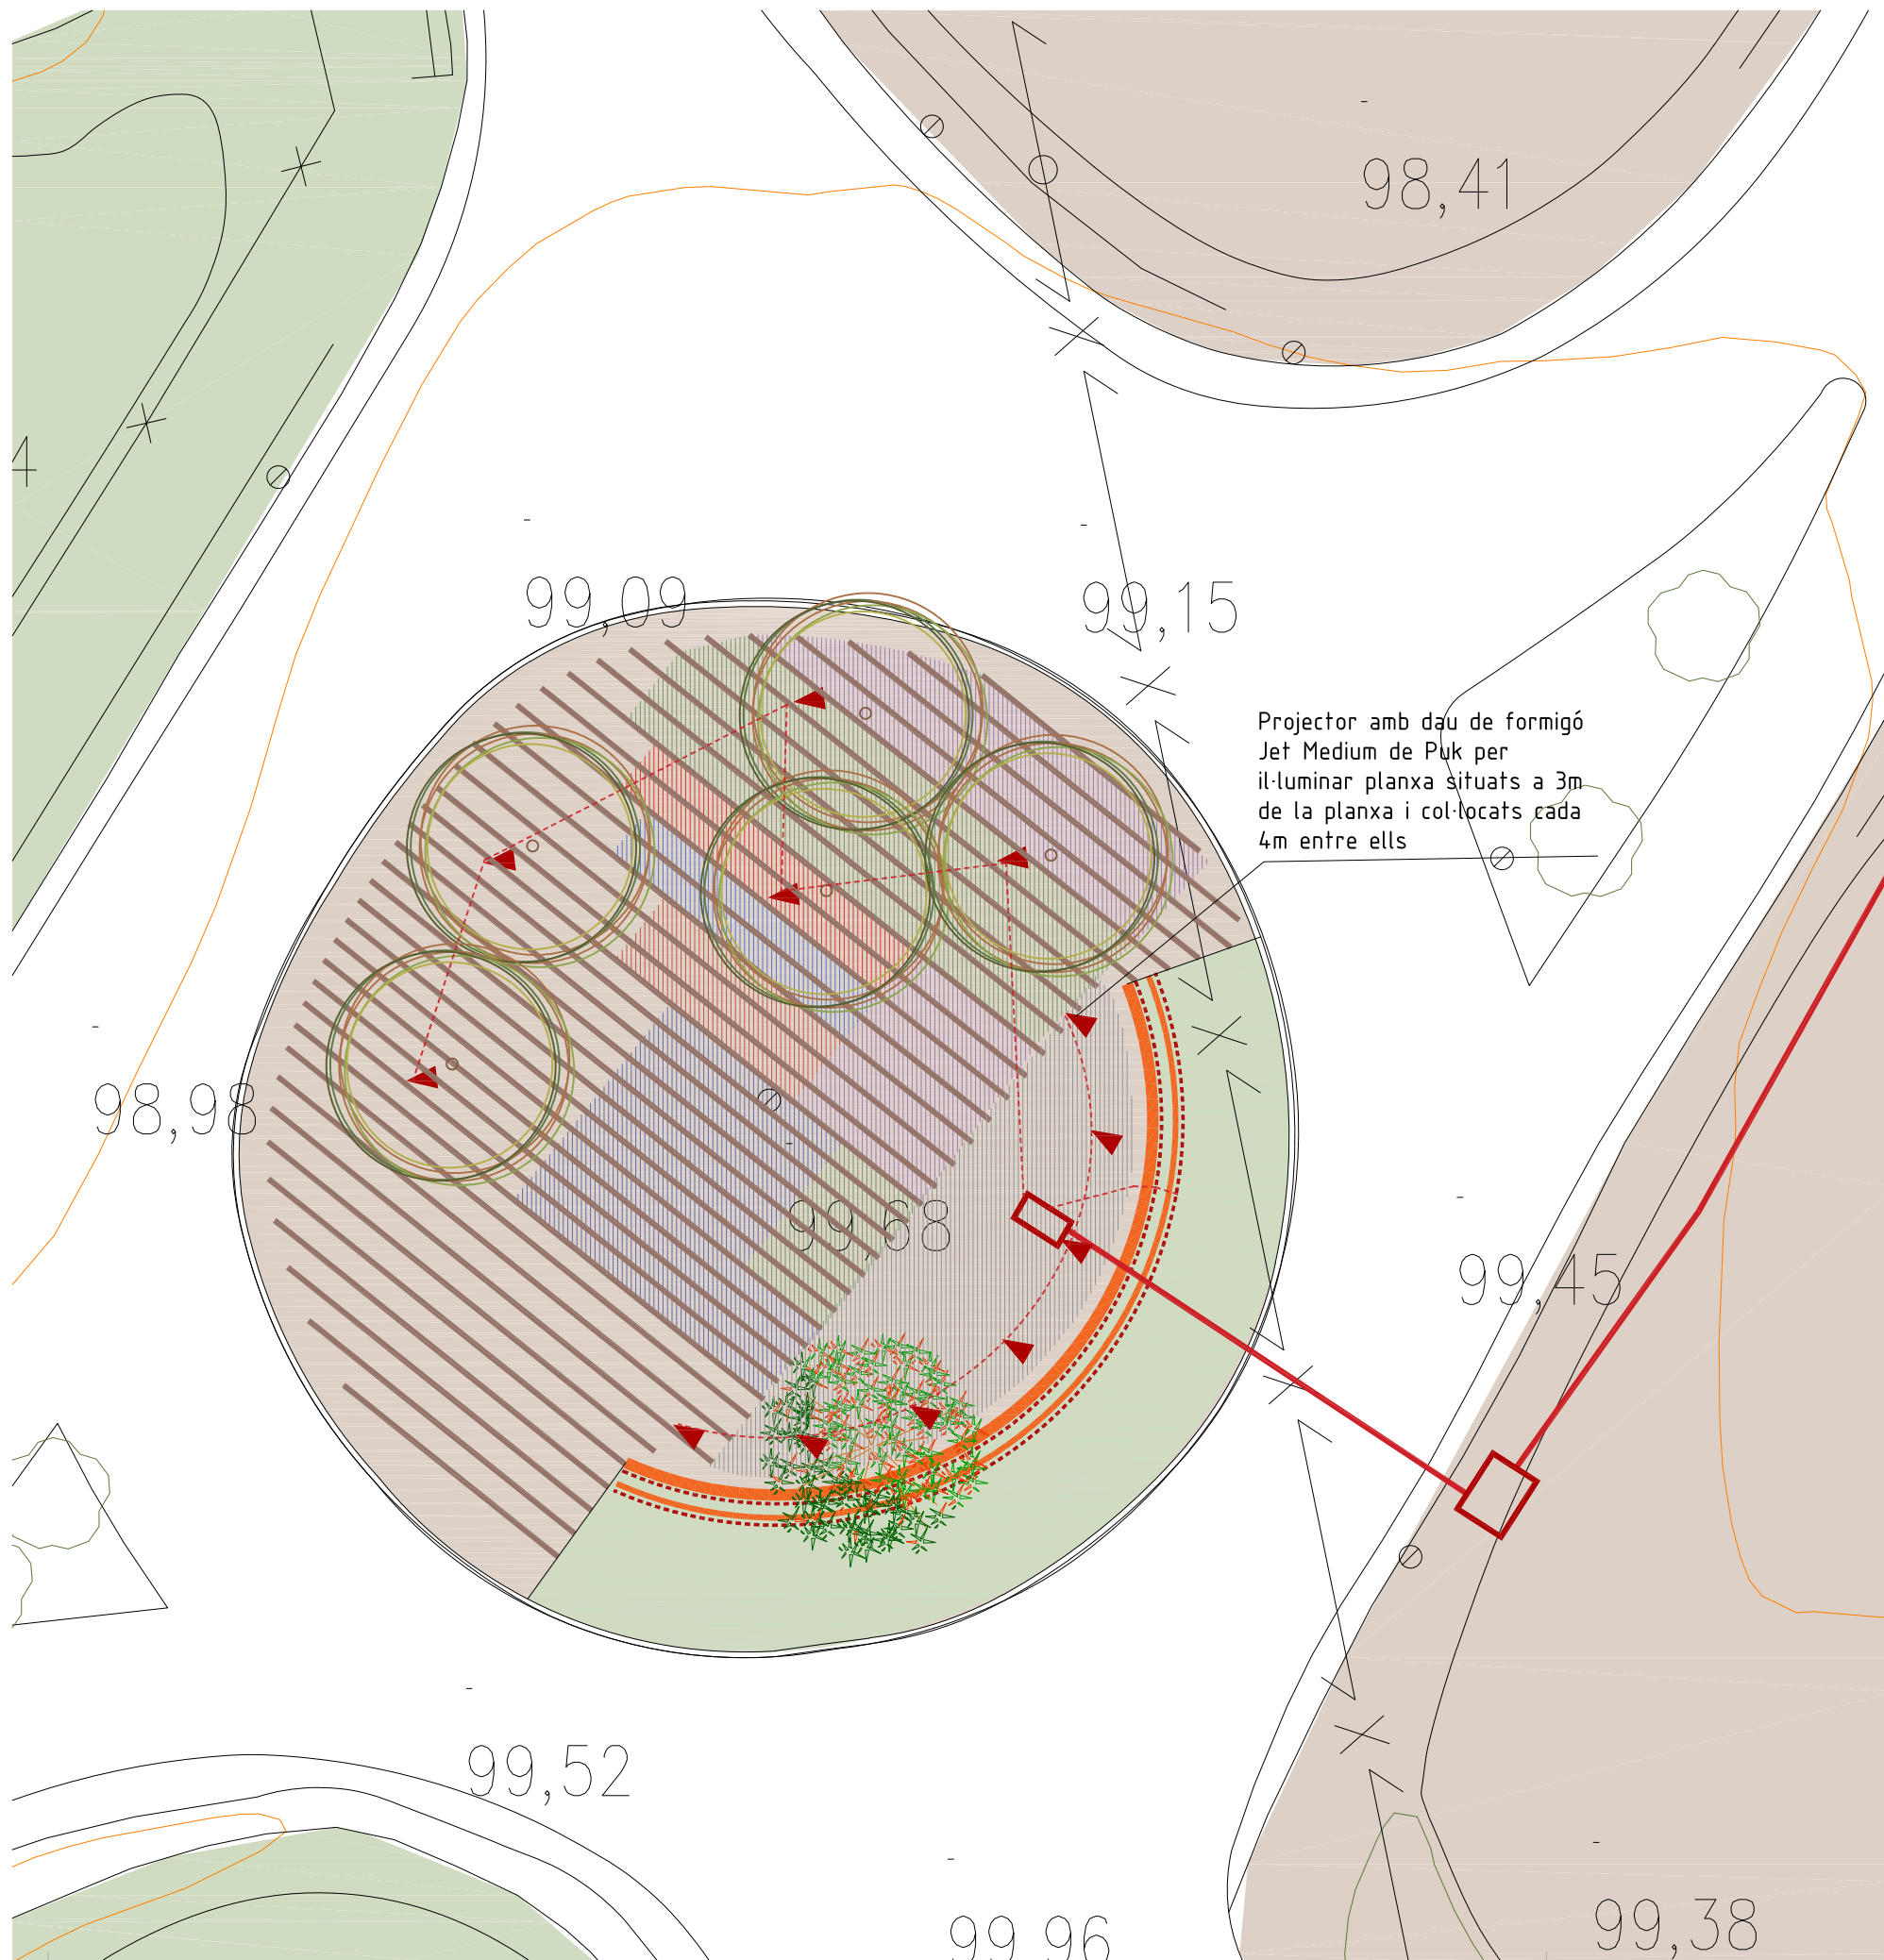 98,41
4
99,09
99,15
Projector amb dau de formigó
Jet Medium de Puk per
il·luminar planxa situats a 3m
de la planxa i col·locats cada
4m entre ells
98,98
99,68
99,45
99,52
99,96
99,38